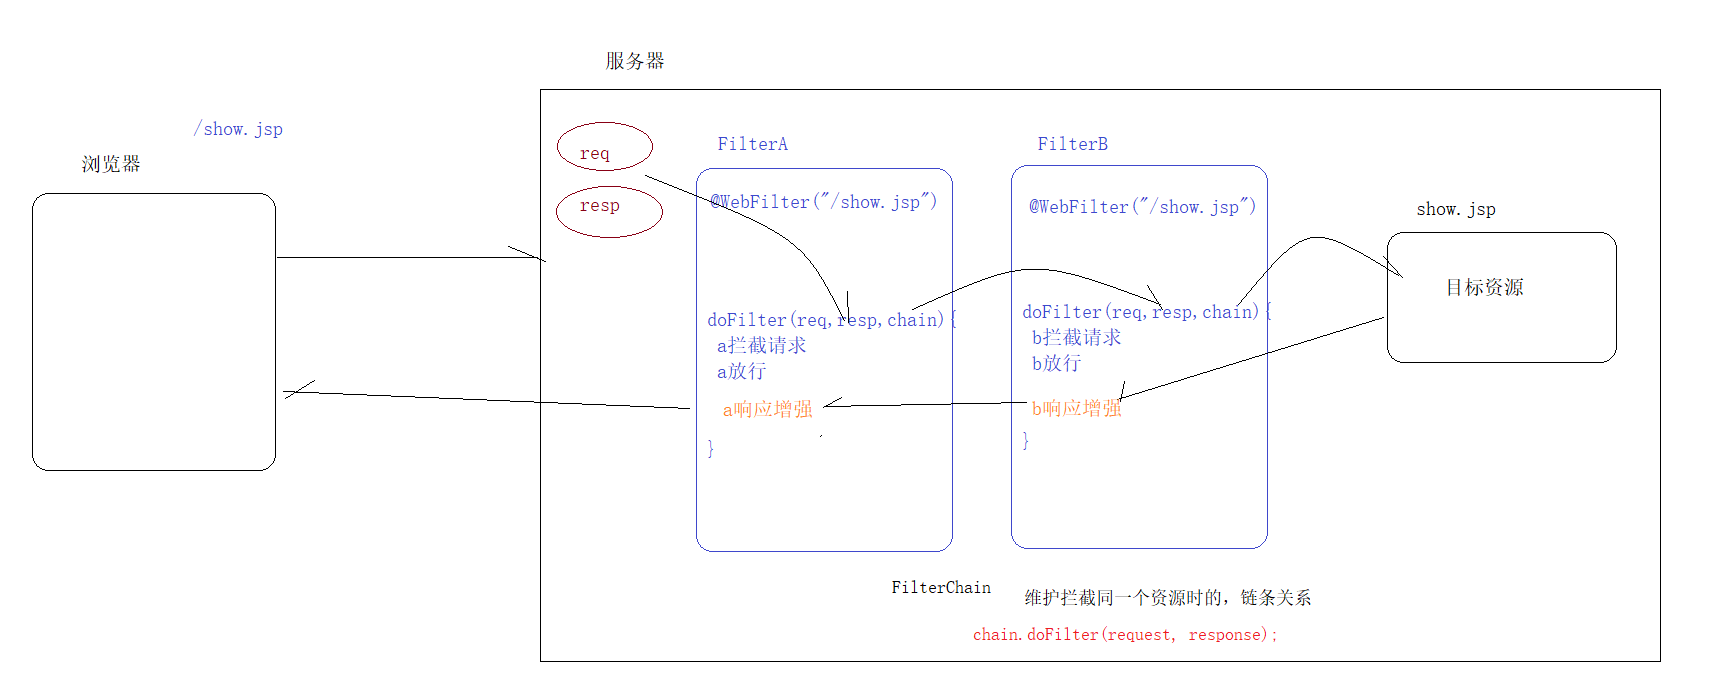 服务器
/show.jsp
浏览器
req
resp
FilterA
@WebFilter("/show.jsp")
doFilter(req,resp,chain){
a拦截请求
a放行
a响应增强
}
FilterB
@WebFilter("/show.jsp")
doFilter(req,resp,chain){
b拦截请求
b放行
b响应增强
}
show.jsp
目标资源
FilterChain
维护拦截同一个资源时的，链条关系
chain.doFilter(request, response);